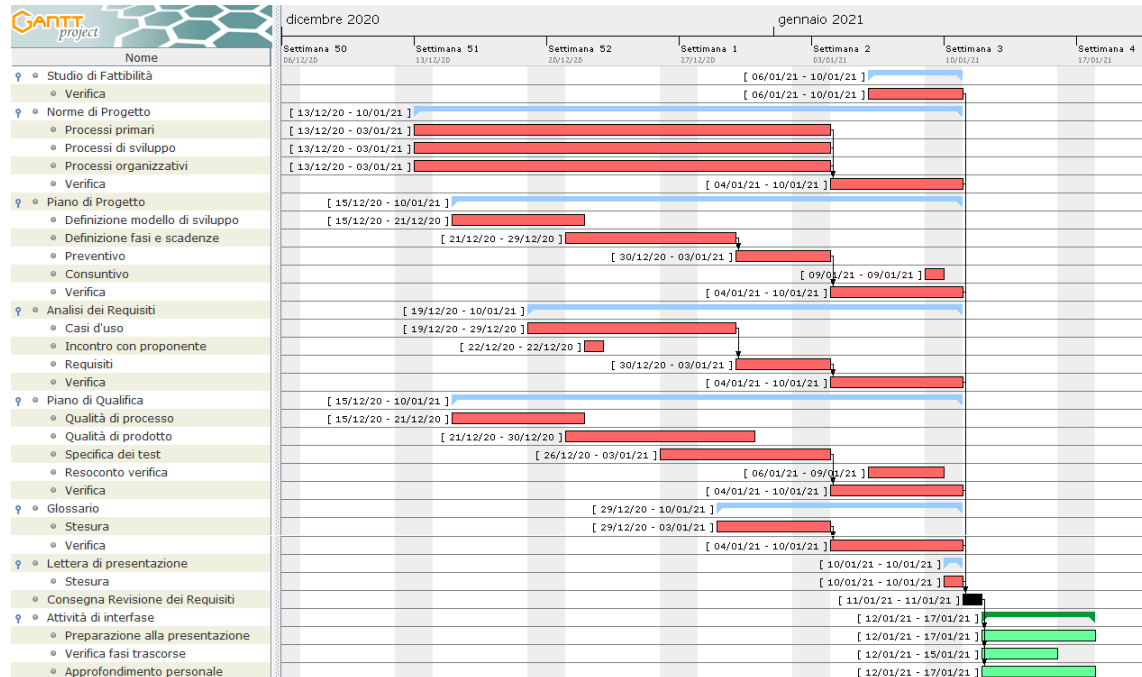 GANTT project
dicembre 2020 gennaio 2021
Settimana 50 Settimana 51 Settimana 52 Settimana 1 Settimana 2 Settimana 3 Settimana 4
Nome 06/12/20 13/12/20 20/12/20 27/12/20 03/01/21 10/01/21 17/01/21
Studio di Fattibilità [ 06/01/21 - 10/01/21 ]
Verifica [ 06/01/21 - 10/01/21 ]
Norme di Progetto [ 13/12/20 - 10/01/21 ]
Processi primari [ 13/12/20 - 03/01/21 ]
Processi di sviluppo [ 13/12/20 - 03/01/21 ]
Processi organizzativi [ 13/12/20 - 03/01/21 ]
Verifica [ 04/01/21 - 10/01/21 ]
Piano di Progetto [ 15/12/20 - 10/01/21 ]
Definizione modello di sviluppo [ 15/12/20 - 21/12/20 ]
Definizione fasi e scadenze [ 21/12/20 - 29/12/20 ]
Preventivo [ 30/12/20 - 03/01/21 ]
Consuntivo [ 09/01/21 - 09/01/21 ]
Verifica [ 04/01/21 - 10/01/21 ]
Analisi dei Requisiti [ 19/12/20 - 10/01/21 ]
Casi d'uso [ 19/12/20 - 29/12/20 ]
Incontro con proponente [ 22/12/20 - 22/12/20 ]
Requisiti [ 30/12/20 - 03/01/21 ]
Verifica [ 04/01/21 - 10/01/21 ]
Piano di Qualifica [ 15/12/20 - 10/01/21 ]
Qualità di processo [ 15/12/20 - 21/12/20 ]
Qualità di prodotto [ 21/12/20 - 30/12/20 ]
Specifica dei test [ 26/12/20 - 03/01/21 ]
Resoconto verifica [ 06/01/21 - 09/01/21 ]
Verifica [ 04/01/21 - 10/01/21 ]
Glossario [ 29/12/20 - 10/01/21 ]
Stesura [ 29/12/20 - 03/01/21 ]
Verifica [ 04/01/21 - 10/01/21 ]
Lettera di presentazione [ 10/01/21 - 10/01/21 ]
Stesura [ 10/01/21 - 10/01/21 ]
Consegna Revisione dei Requisiti [ 11/01/21 - 11/01/21 ]
Attività di interfase [ 12/01/21 - 17/01/21 ]
Preparazione alla presentazione [ 12/01/21 - 17/01/21 ]
Verifica fasi trascorse [ 12/01/21 - 15/01/21 ]
Approfondimento personale [ 12/01/21 - 17/01/21 ]